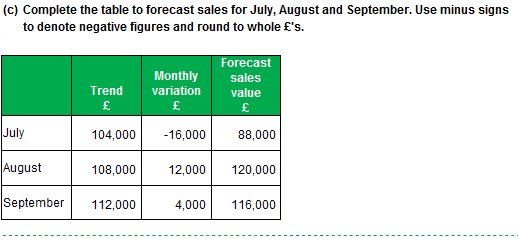 (c) Complete the table to forecast sales for July, August and September. Use minus signs
to denote negative figures and round to whole £'s.
Trend £ Monthly variation £ Forecast sales value £
July 104,000 -16,000 88,000
August 108,000 12,000 120,000
September 112,000 4,000 116,000